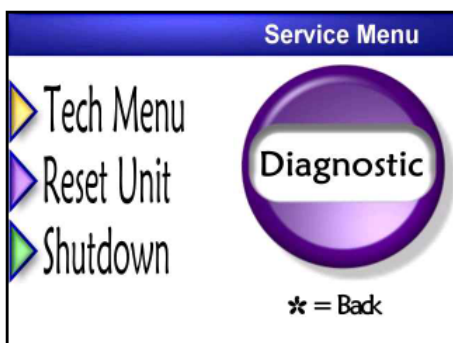 Service Menu
Tech Menu
Reset Unit
Shutdown
Diagnostic
* = Back